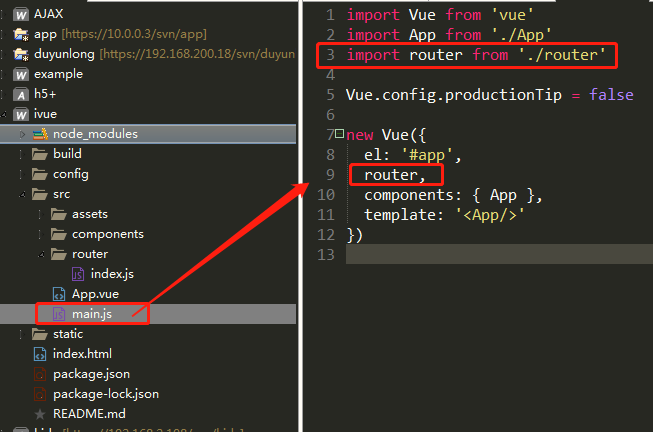 AJAX
app [https://10.0.0.3/svn/app]
duyunlong [https://192.168.200.18/svn/duyun
example
h5+
ivue
node_modules
build
config
src
assets
components
router
index.js
App.vue
main.js
static
index.html
package.json
package-lock.json
README.md
1 import Vue from 'vue'
2 import App from './App'
3 import router from './router'
4
5 Vue.config.productionTip = false
6
7 new Vue({
8 el: '#app',
9 router,
10 components: { App },
11 template: '<App/>'
12 })
13